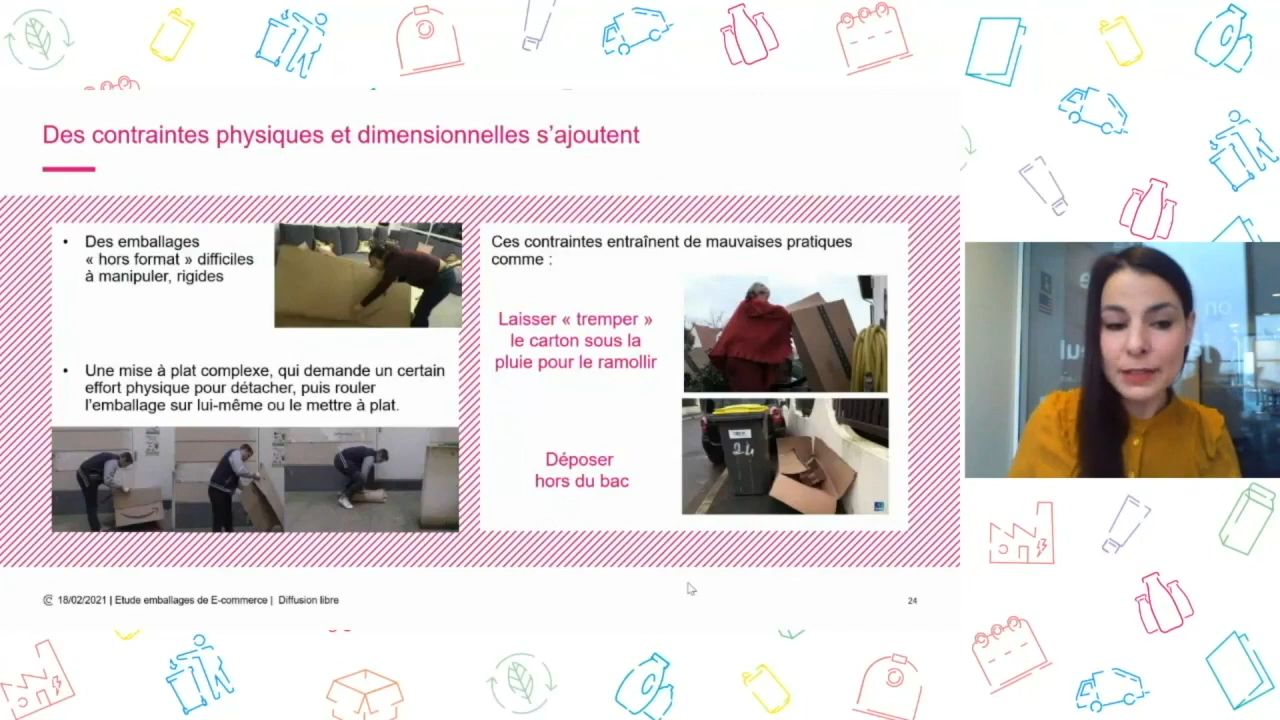 Des contraintes physiques et dimensionnelles s’ajoutent
• Des emballages
« hors format » difficiles
à manipuler, rigides
• Une mise à plat complexe, qui demande un certain
effort physique pour détacher, puis rouler
l’emballage sur lui-même ou le mettre à plat.
Ces contraintes entraînent de mauvaises pratiques
comme :
Laisser « tremper »
le carton sous la
pluie pour le ramollir
Déposer
hors du bac
24
18/02/2021 | Etude emballages de E-commerce | Diffusion libre
24